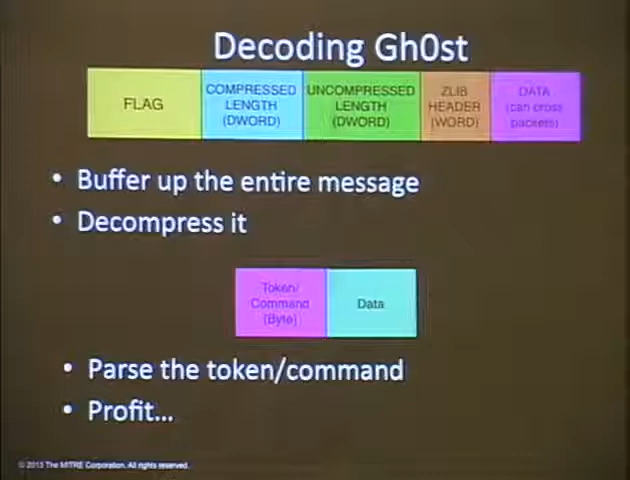 Decoding Gh0st
FLAG
COMPRESSED
LENGTH
(DWORD)
UNCOMPRESSED
LENGTH
(DWORD)
ZLIB
HEADER
(WORD)
DATA
(can cross
packets)
• Buffer up the entire message
• Decompress it
Token/
Command
(Byte)
Data
• Parse the token/command
• Profit...
© 2013 The MITRE Corporation. All rights reserved.